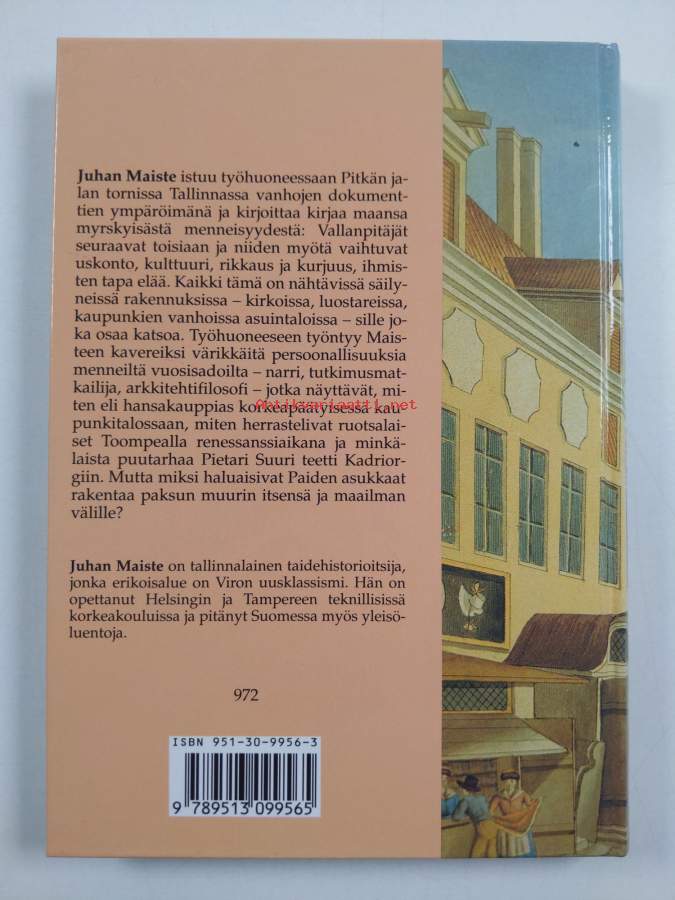 Juhan Maiste istuu työhuoneessaan Pitkän ja-
lan tornissa Tallinnassa vanhojen dokument-
tien ympäröimänä ja kirjoittaa kirjaa maansa
myrskyisästä menneisyydestä: Vallanpitäjät
seuraavat toisiaan ja niiden myötä vaihtuvat
uskonto, kulttuuri, rikkaus ja kurjuus, ihmis-
ten tapa elää. Kaikki tämä on nähtävissä säily-
neissä rakennuksissa – kirkoissa, luostareissa,
kaupunkien vanhoissa asuintaloissa – sille jo-
ka osaa katsoa. Työhuoneeseen työntyy Mais-
teen kavereiksi värikkäitä persoonallisuuksia
menneiltä vuosisadoilta – narri, tutkimusmat-
kailija, arkkitehtifilosofi – jotka näyttävät, mi-
ten eli hansakauppias korkeapäätyisessä kau-
Antikvariaatti.net
punkitalossaan, miten herrastelivat ruotsalai-
set Toompealla renessanssiaikana ja minkä-
laista puutarhaa Pietari Suuri teetti Kadrior-
giin. Mutta miksi haluaisivat Paiden asukkaat
rakentaa paksun muurin itsensä ja maailman
välille?
Juhan Maiste on tallinnalainen taidehistorioitsija,
jonka erikoisalue on Viron uusklassismi. Hän on
opettanut Helsingin ja Tampereen teknillisissä
korkeakouluissa ja pitänyt Suomessa myös yleisö-
luentoja.
972
ISBN 951-30-9956-3
9 789513 099565